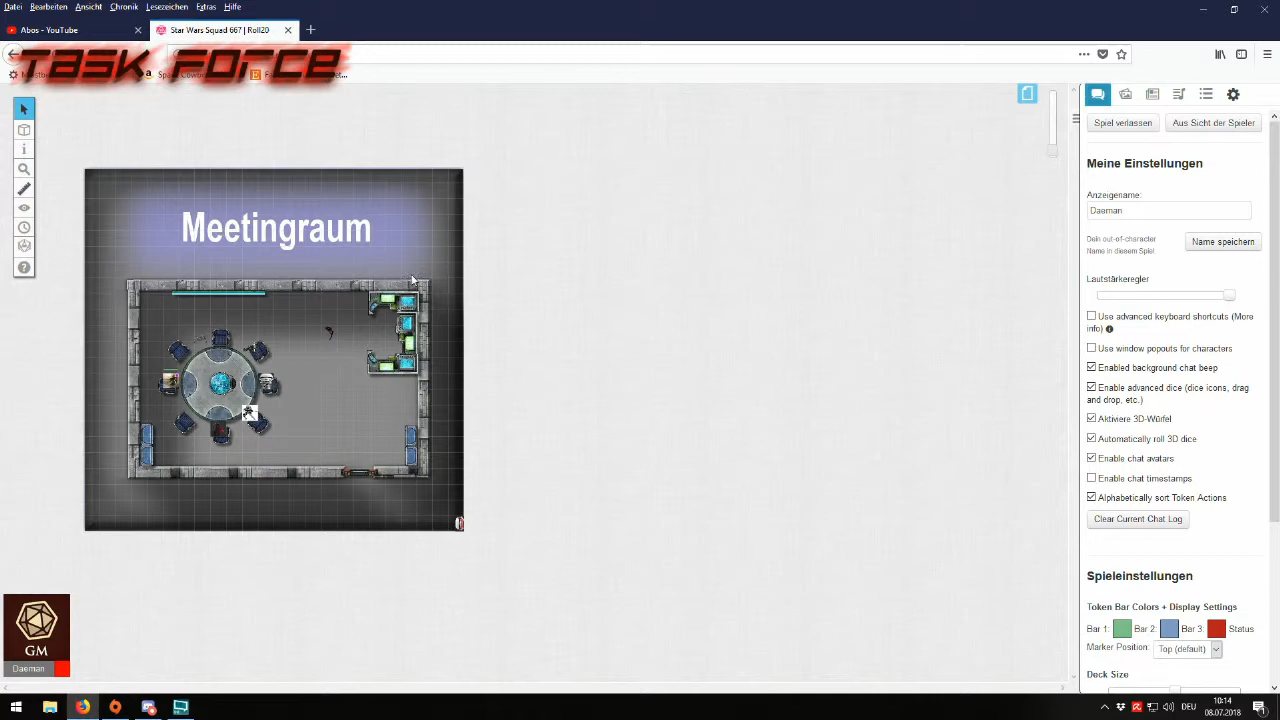 Datei Bearbeiten Ansicht Chronik Lesezeichen Extras Hilfe
Abos - YouTube
Star Wars Squad 667 | Roll20
TASK FORCE
Spiel verlassen
Aus Sicht der Spieler
Meine Einstellungen
Anzeigename:
Daeman
Dein out-of-character
Name in diesem Spiel.
Name speichern
Lautstärkeregler
Use advanced keyboard shortcuts (More
info)
Use window popouts for characters
Enabled background chat beep
Enable advanced dice (dice icons, drag
and drop, etc.)
Aktiviere 3D-Würfel
Automatically roll 3D dice
Enable chat avatars
Enable chat timestamps
Alphabetically sort Token Actions
Clear Current Chat Log
Spieleinstellungen
Token Bar Colors + Display Settings
Bar 1: Bar 2: Bar 3: Status
Marker Position: Top (default)
Deck Size
Meetingraum
GM
Daeman
DEU
10:14
08.07.2018